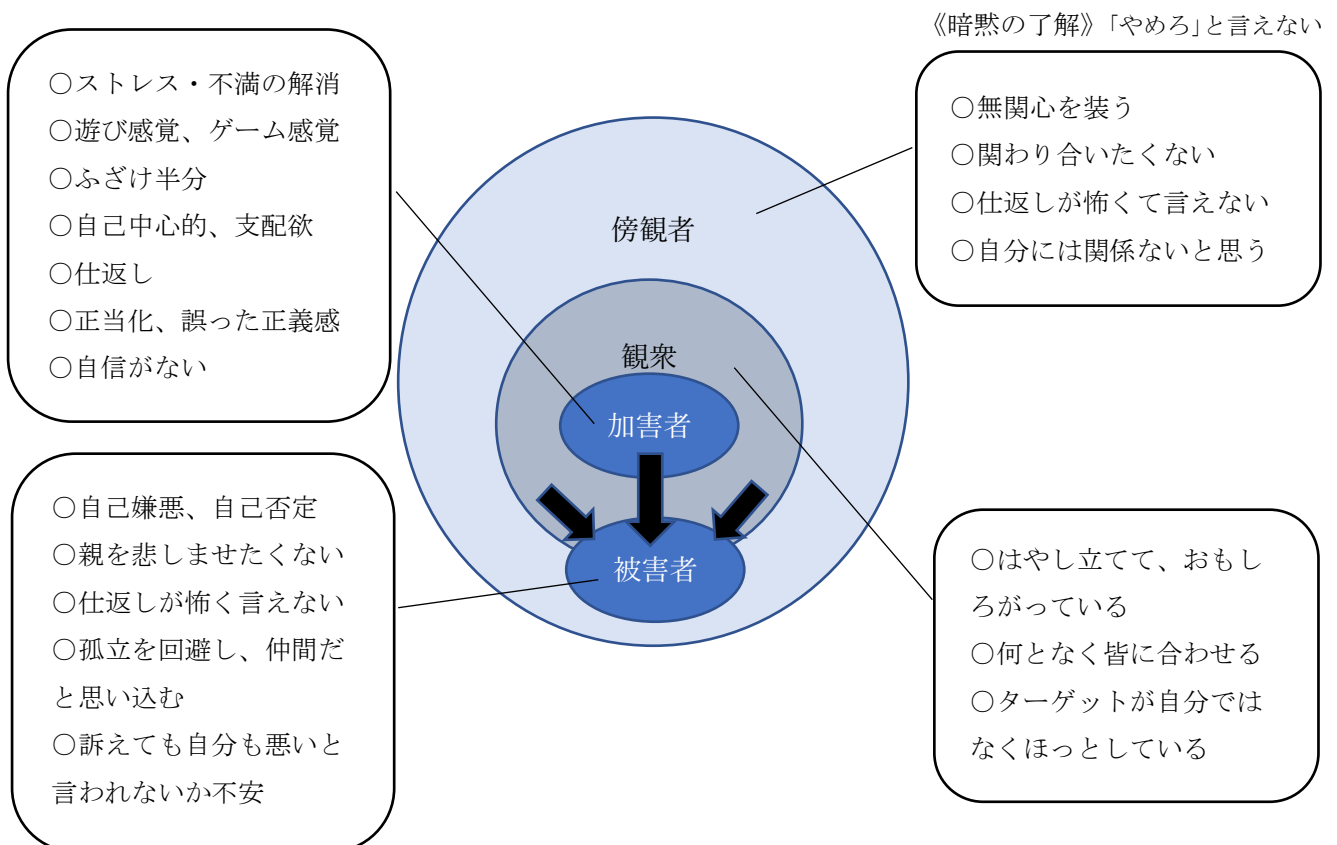 《暗黙の了解》「やめろ」と言えない
○ストレス・不満の解消
○遊び感覚、ゲーム感覚
○ふざけ半分
○自己中心的、支配欲
○仕返し
○正当化、誤った正義感
○自信がない
○無関心を装う
○関わり合いたくない
○仕返しが怖くて言えない
○自分には関係ないと思う
傍観者
観衆
加害者
被害者
○自己嫌悪、自己否定
○親を悲しませたくない
○仕返しが怖く言えない
○孤立を回避し、仲間だ
と思い込む
○訴えても自分も悪いと
言われないか不安
○はやし立てて、おもし
ろがっている
○何となく皆に合わせる
○ターゲットが自分では
なくほっとしている